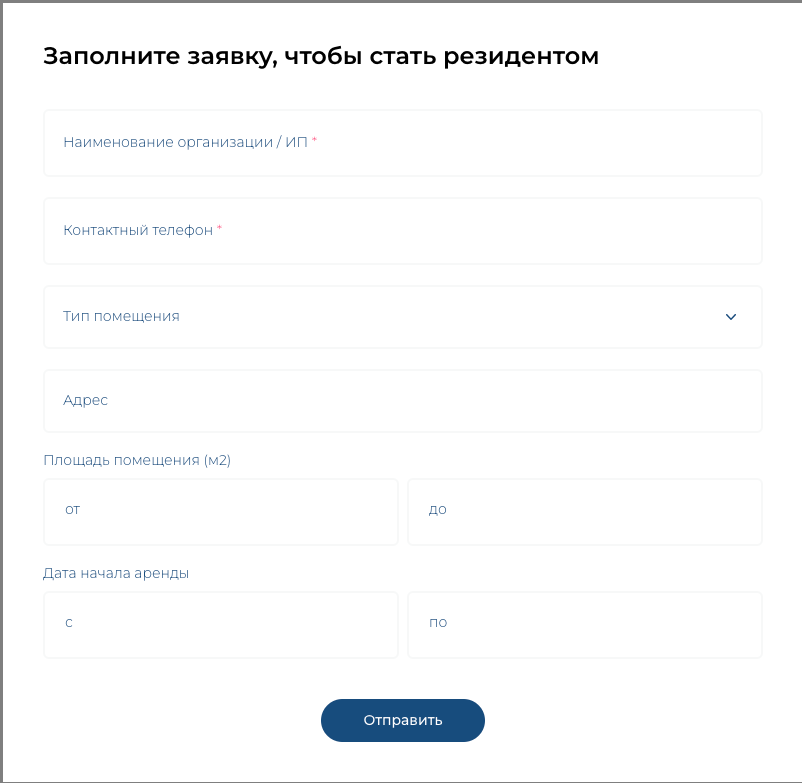 Заполните заявку, чтобы стать резидентом
Наименование организации / ИП *
Контактный телефон *
Тип помещения
Адрес
Площадь помещения (м2)
от до
Дата начала аренды
с по
Отправить